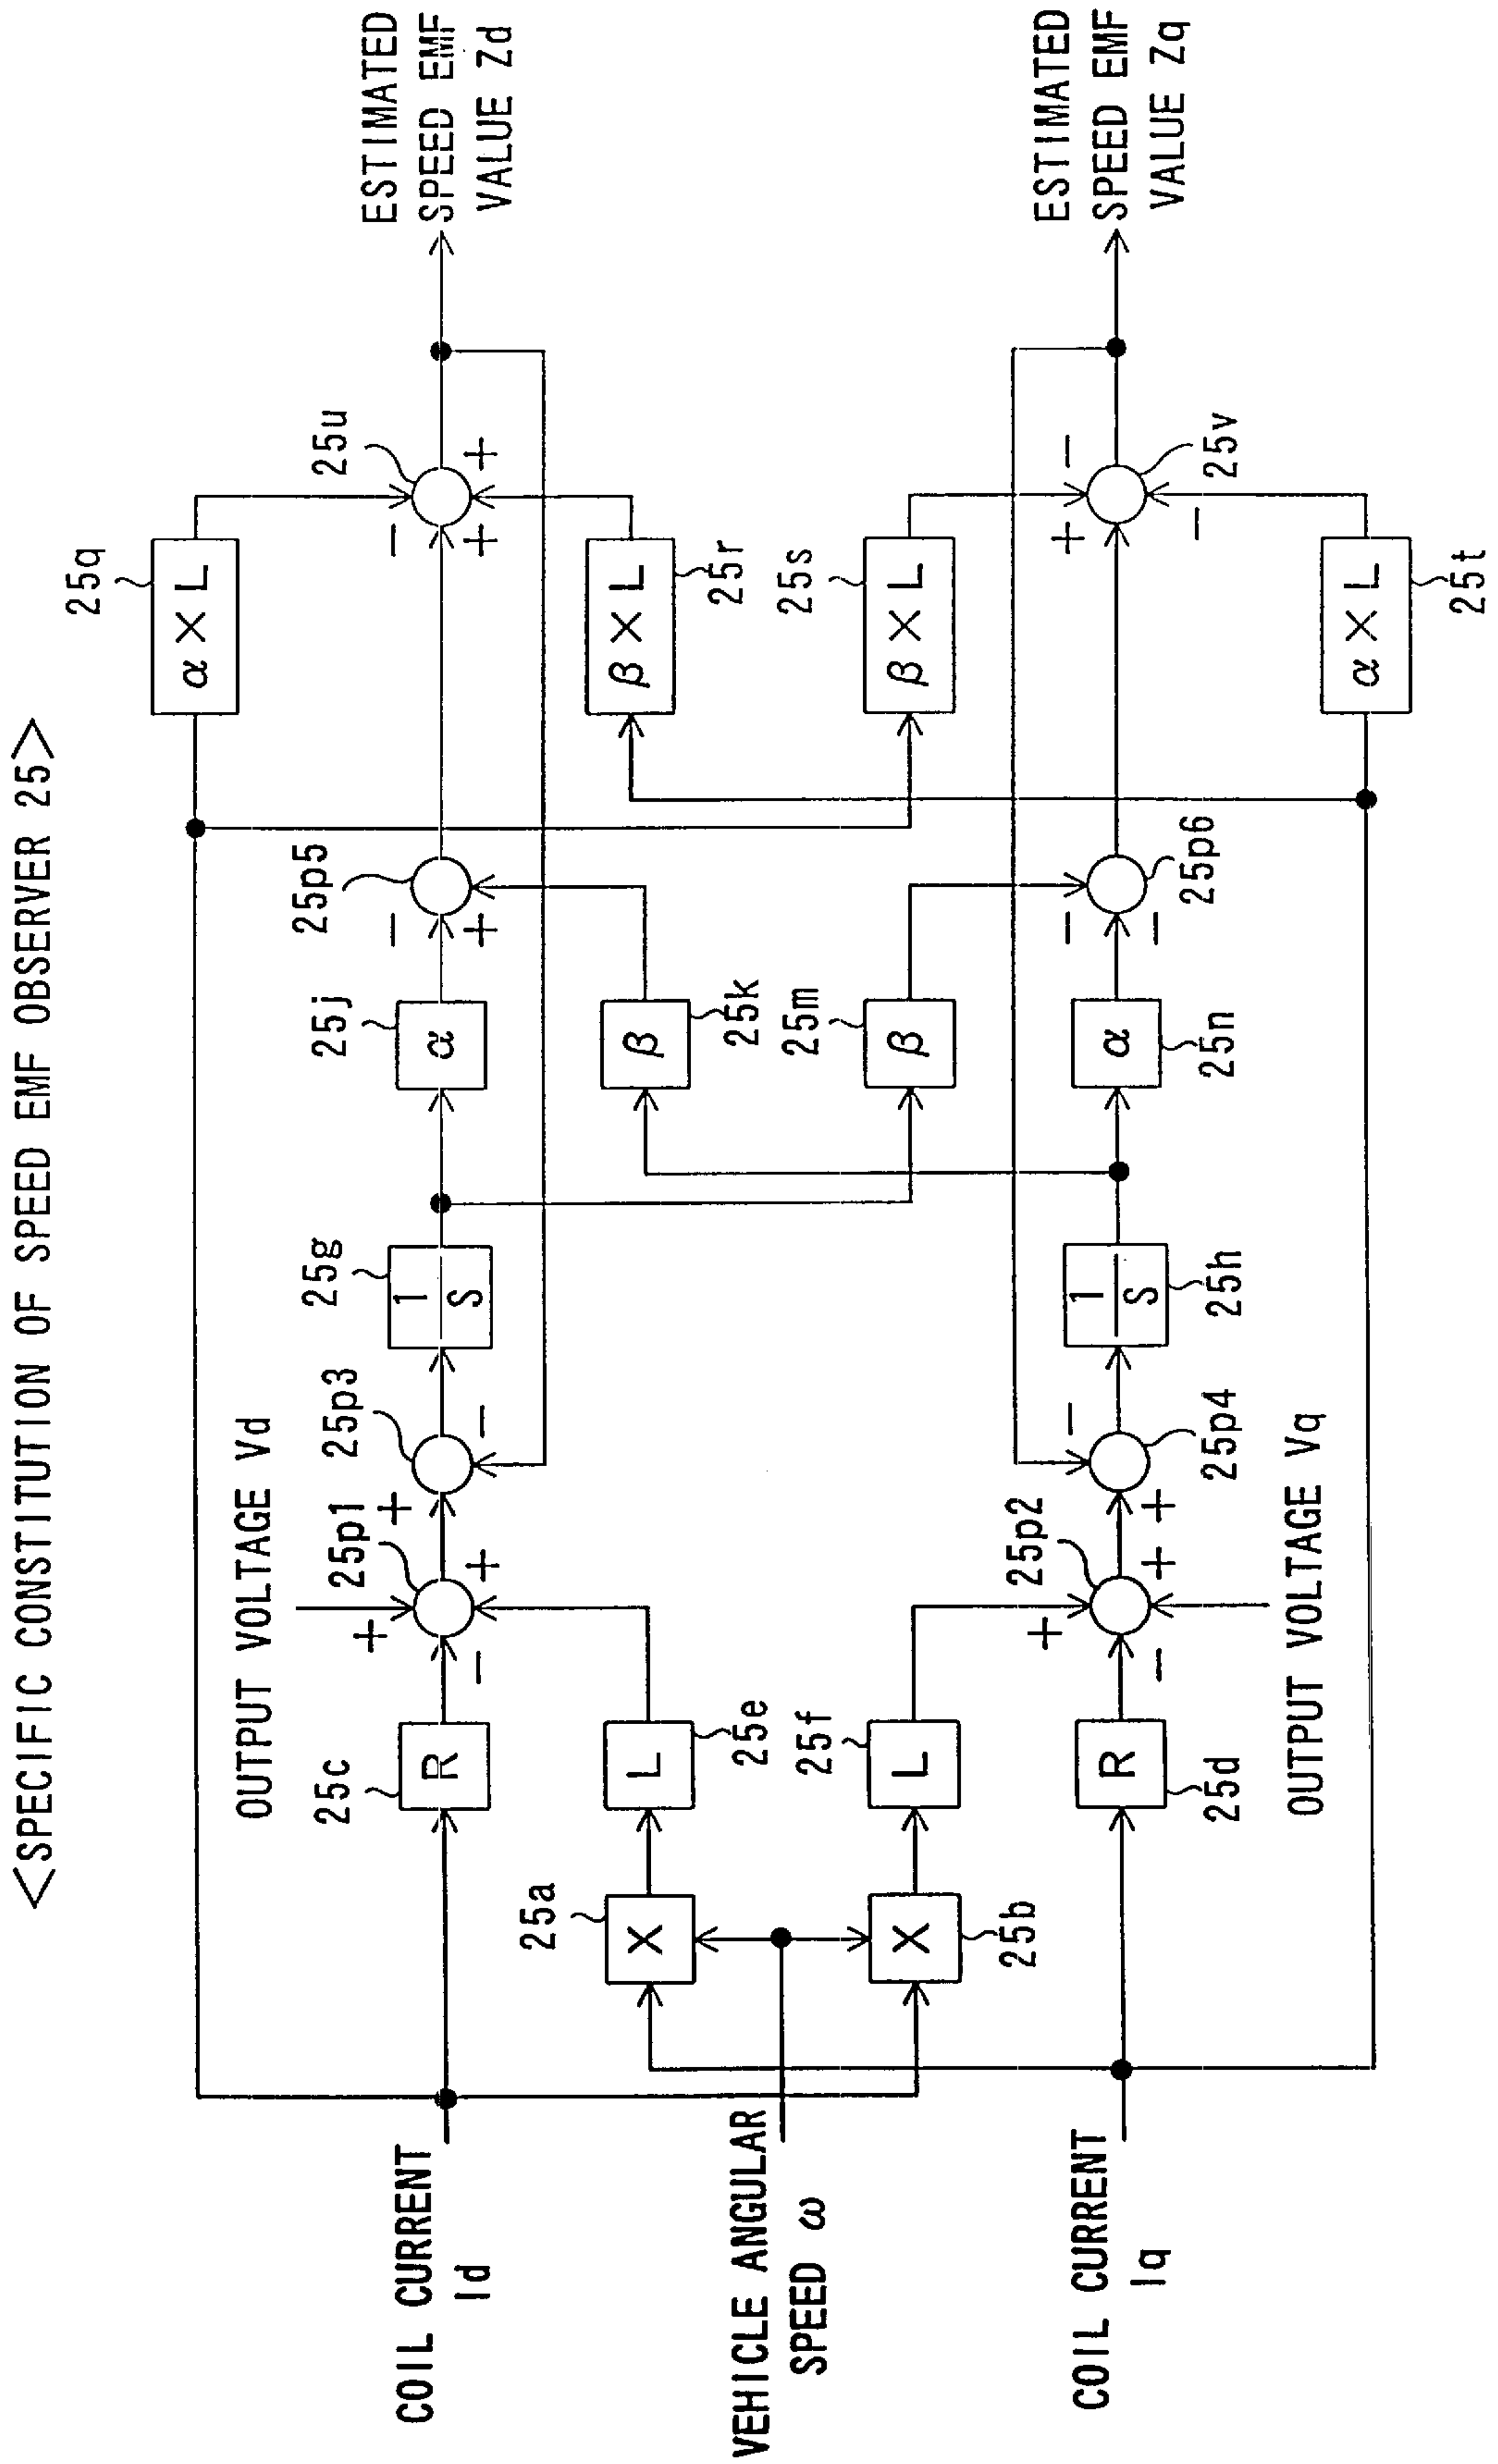 <SPECIFIC CONSTITUTION OF SPEED EMF OBSERVER 25>
COIL CURRENT
Id
VEHICLE ANGULAR
SPEED ω
COIL CURRENT
Iq
OUTPUT VOLTAGE Vd
OUTPUT VOLTAGE Vq
25a
X
25b
X
25c
R
25d
R
25e
L
25f
L
25p1
+
+
−
25p2
+
+
−
25p3
+
−
25p4
−
+
25g
1
S
25h
1
S
25j
α
25k
β
25m
β
25n
α
25p5
−
+
25p6
−
−
25q
α × L
25r
β × L
25s
β × L
25t
α × L
25u
−
+
+
25v
+
−
−
ESTIMATED
SPEED EMF
VALUE Zd
ESTIMATED
SPEED EMF
VALUE Zq